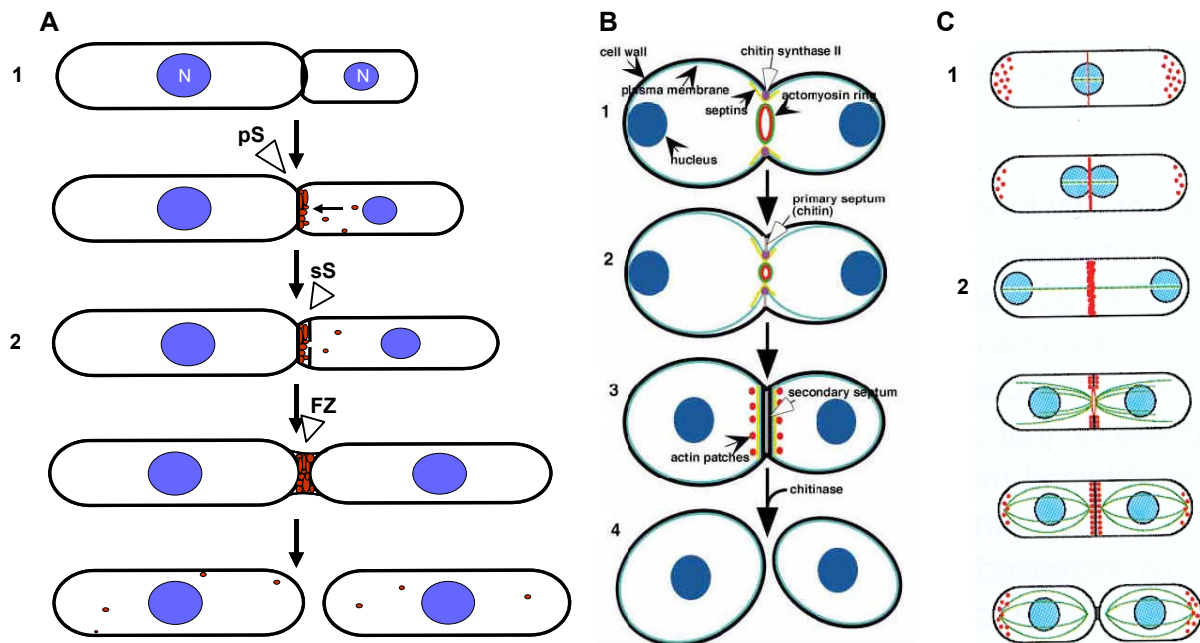 A
1
N
N
pS
sS
2
FZ
B
cell wall
chitin synthase II
plasma membrane
septins
actomyosin ring
1
nucleus
primary septum
(chitin)
2
3
secondary septum
actin patches
chitinase
4
C
1
2